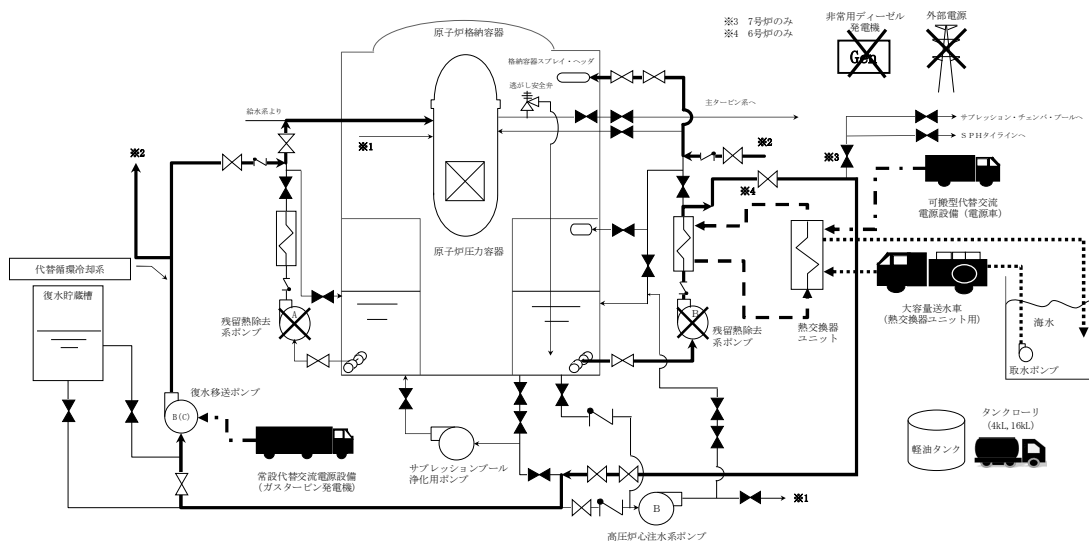 ※3　7号炉のみ
※4　6号炉のみ
非常用ディーゼル
発電機
Gen
外部電源
原子炉格納容器
格納容器スプレイ・ヘッダ
逃がし安全弁
給水系より
主タービン系へ
サプレッション・チェンバ・プールへ
SPHタイラインへ
※1
※2
※2
※3
※4
可搬型代替交流
電源設備（電源車）
原子炉圧力容器
代替循環冷却系
復水貯蔵槽
大容量送水車
（熱交換器ユニット用）
海水
取水ポンプ
A
残留熱除去
系ポンプ
B
残留熱除去
系ポンプ
熱交換器
ユニット
復水移送ポンプ
B(C)
常設代替交流電源設備
（ガスタービン発電機）
サプレッションプール
浄化用ポンプ
B
高圧炉心注水系ポンプ
※1
軽油タンク
タンクローリ
(4kL, 16kL)